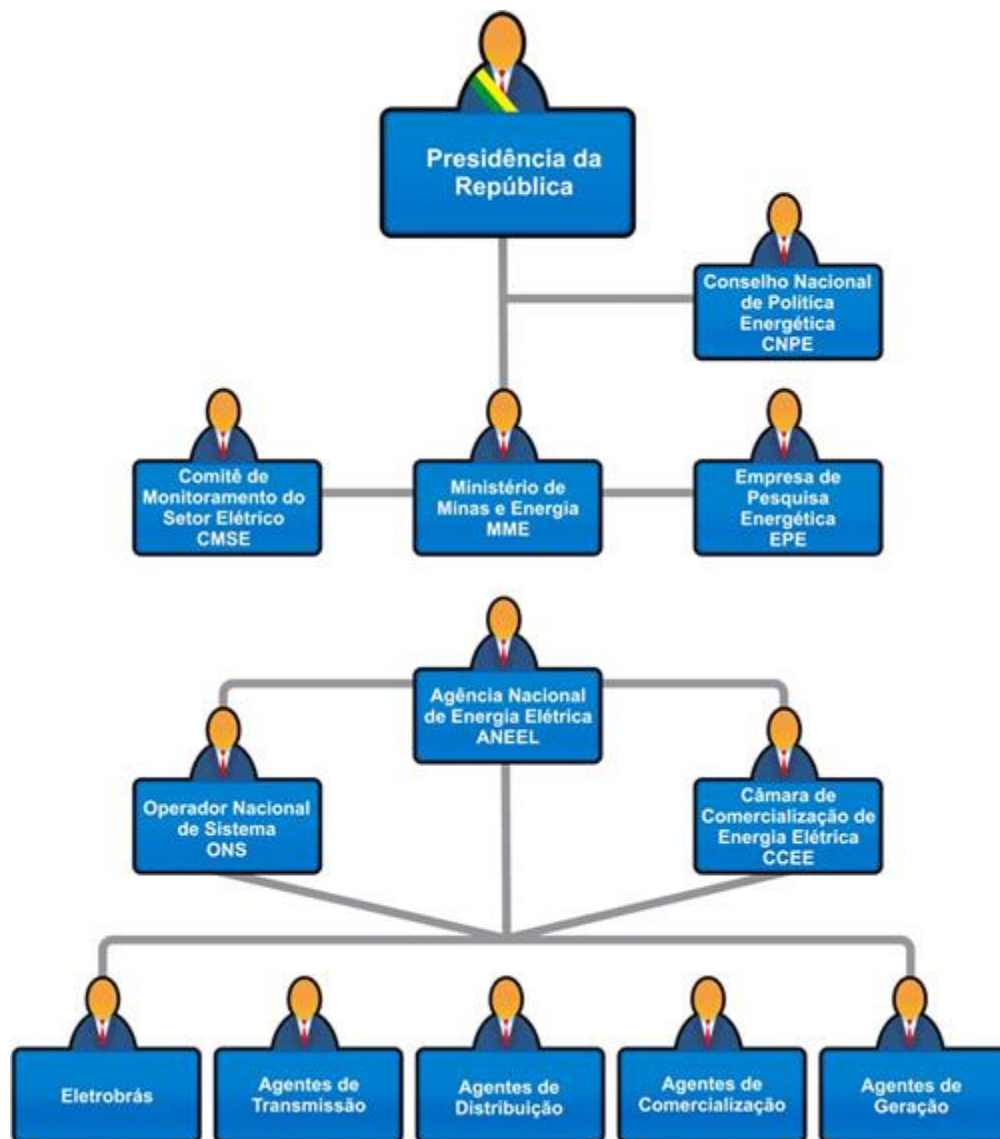 Presidência da
República
Conselho Nacional
de Política
Energética
CNPE
Comitê de
Monitoramento do
Setor Elétrico
CMSE
Ministério de
Minas e Energia
MME
Empresa de
Pesquisa
Energética
EPE
Agência Nacional
de Energia Elétrica
ANEEL
Operador Nacional
de Sistema
ONS
Câmara de
Comercialização de
Energia Elétrica
CCEE
Eletrobrás
Agentes de
Transmissão
Agentes de
Distribuição
Agentes de
Comercialização
Agentes de
Geração